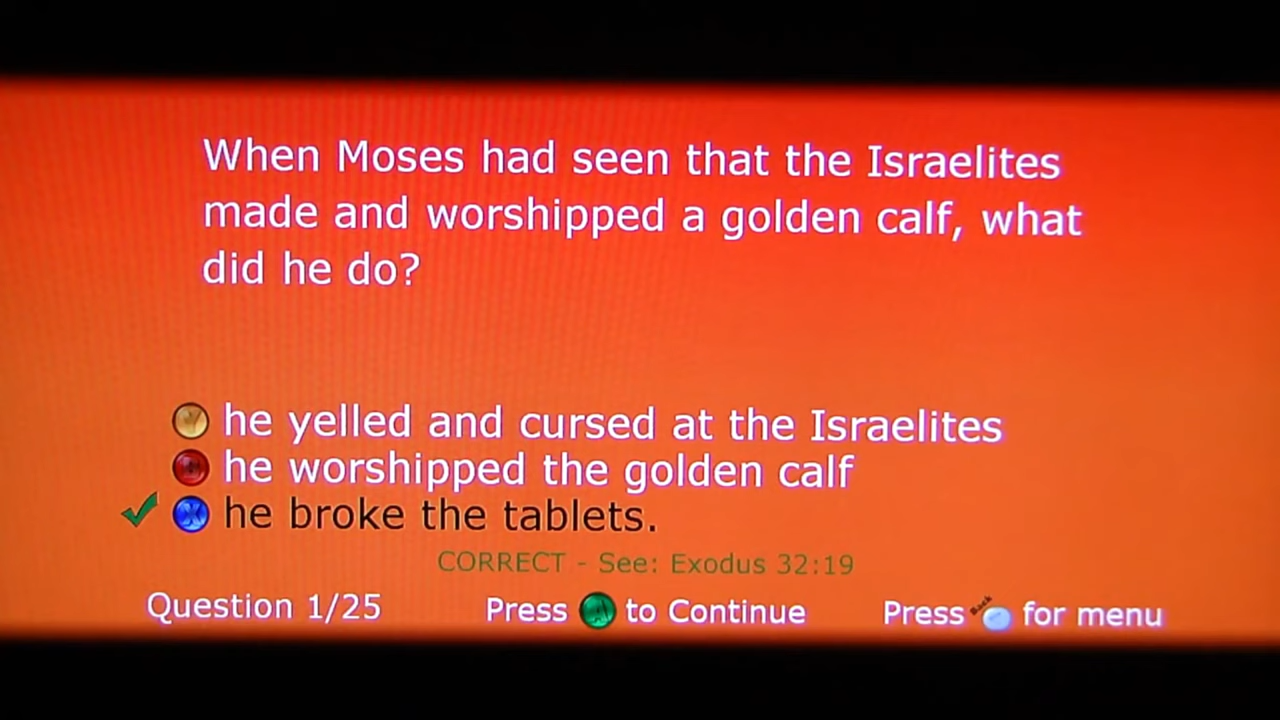 When Moses had seen that the Israelites
made and worshipped a golden calf, what
did he do?
Y he yelled and cursed at the Israelites
he worshipped the golden calf
X he broke the tablets.
CORRECT - See: Exodus 32:19
Question 1/25
Press A to Continue
Press Back for menu